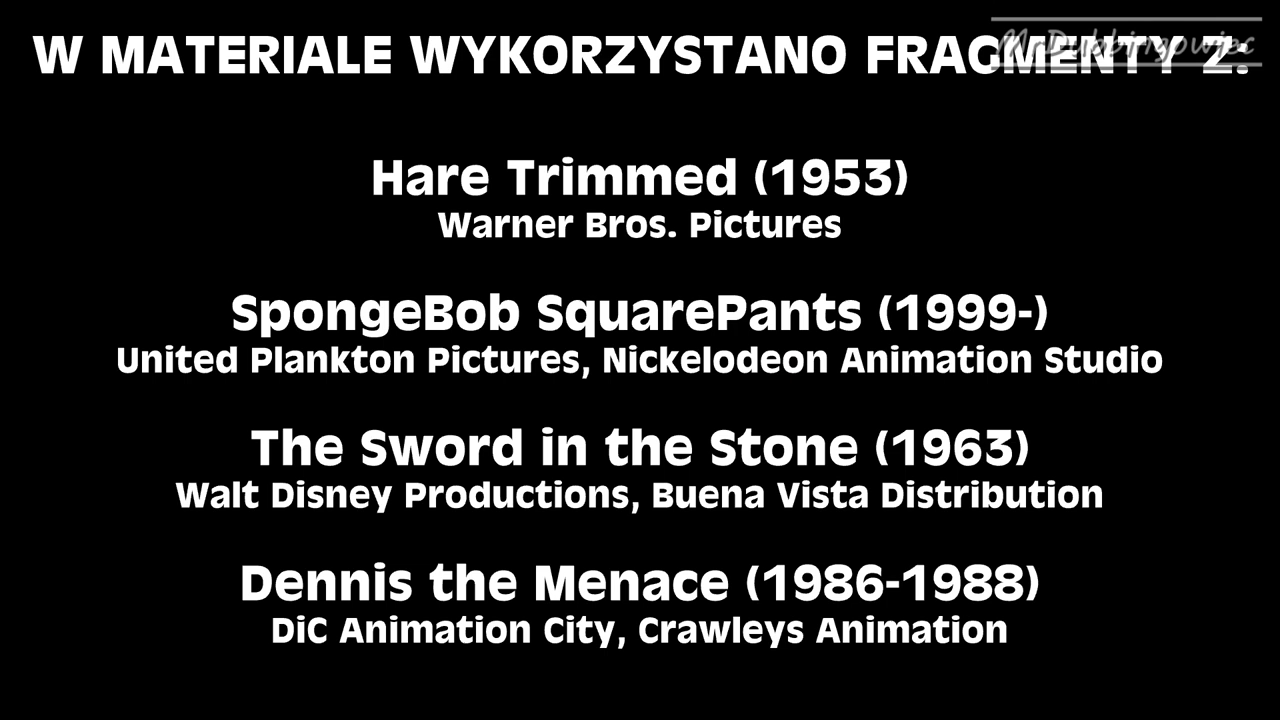 W MATERIALE WYKORZYSTANO FRAGMENTY Z:
MrDubbingowiec
Hare Trimmed (1953)
Warner Bros. Pictures
SpongeBob SquarePants (1999-)
United Plankton Pictures, Nickelodeon Animation Studio
The Sword in the Stone (1963)
Walt Disney Productions, Buena Vista Distribution
Dennis the Menace (1986-1988)
DiC Animation City, Crawleys Animation